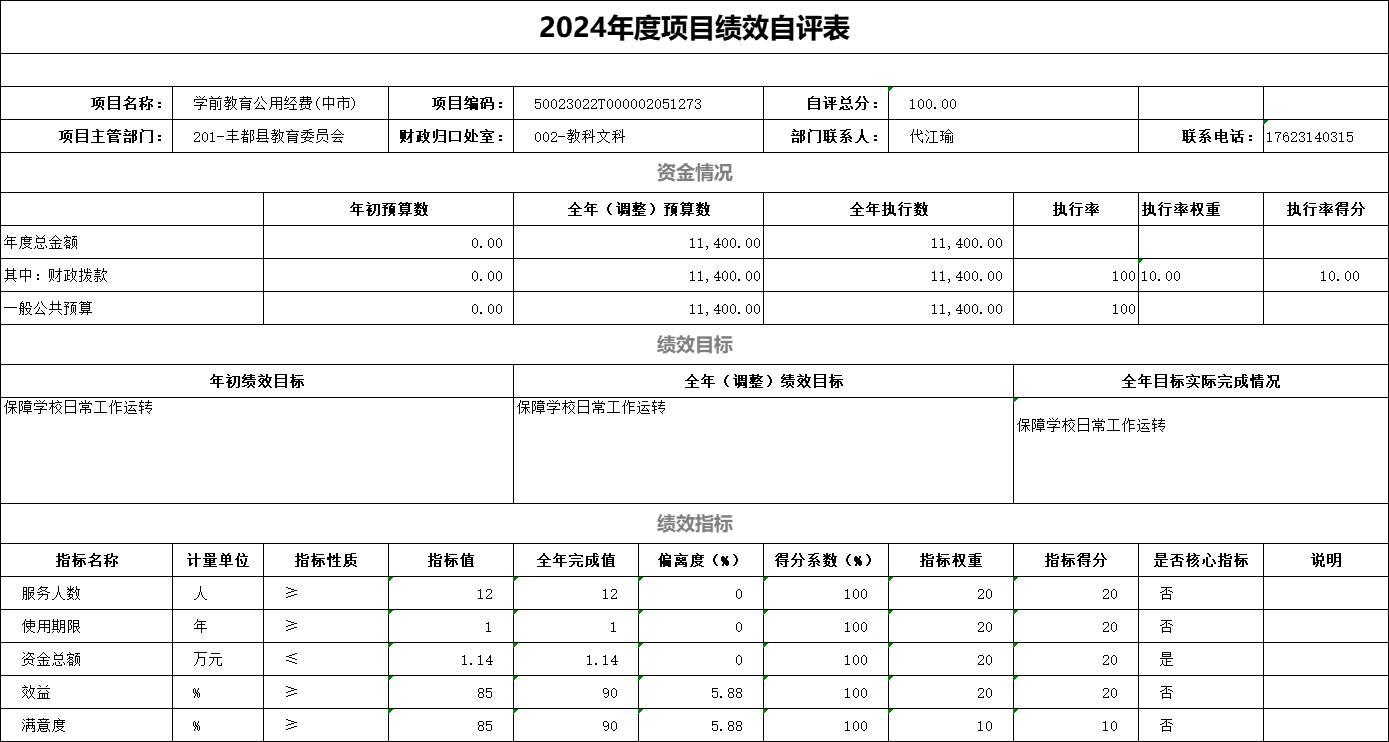 2024年度项目绩效自评表
项目名称： 学前教育公用经费(中市) 项目编码： 50023022T000002051273 自评总分： 100.00
项目主管部门： 201-丰都县教育委员会 财政归口处室： 002-教科文科 部门联系人： 代江瑜 联系电话： 17623140315
资金情况
年初预算数 全年（调整）预算数 全年执行数 执行率 执行率权重 执行率得分
年度总金额 0.00 11,400.00 11,400.00
其中：财政拨款 0.00 11,400.00 11,400.00 100 10.00 10.00
一般公共预算 0.00 11,400.00 11,400.00 100
绩效目标
年初绩效目标 全年（调整）绩效目标 全年目标实际完成情况
保障学校日常工作运转 保障学校日常工作运转 保障学校日常工作运转
绩效指标
指标名称 计量单位 指标性质 指标值 全年完成值 偏离度（%） 得分系数（%） 指标权重 指标得分 是否核心指标 说明
服务人数 人 ≥ 12 12 0 100 20 20 否
使用期限 年 ≥ 1 1 0 100 20 20 否
资金总额 万元 ≤ 1.14 1.14 0 100 20 20 是
效益 % ≥ 85 90 5.88 100 20 20 否
满意度 % ≥ 85 90 5.88 100 10 10 否